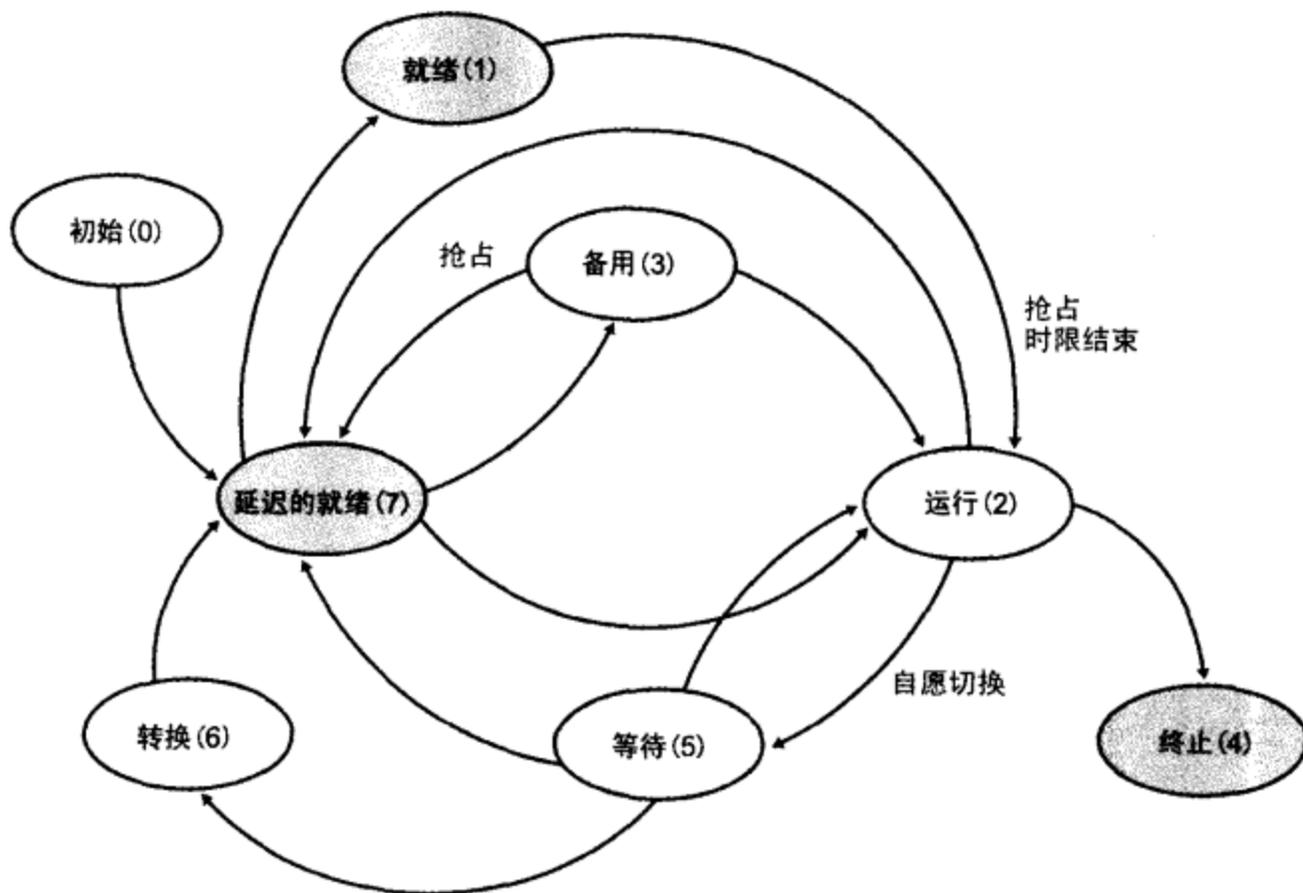 就绪(1)
初始(0)
抢占
备用(3)
抢占
时限结束
延迟的就绪(7)
运行(2)
自愿切换
转换(6)
等待(5)
终止(4)